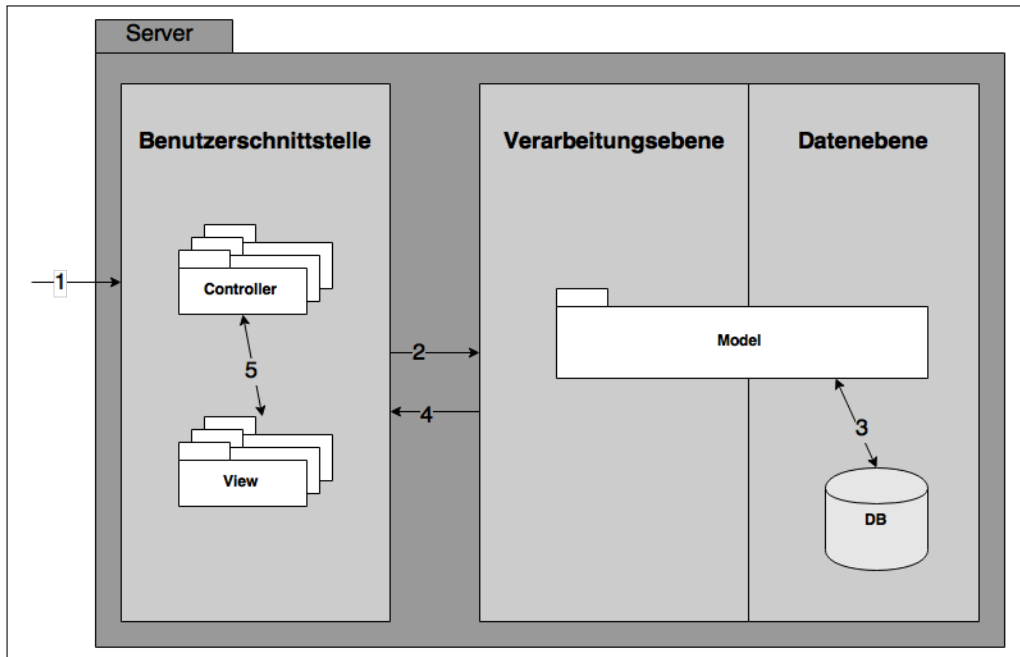 Server
Benutzerschnittstelle
Verarbeitungsebene
Datenebene
Controller
1
Model
2
5
4
3
View
DB